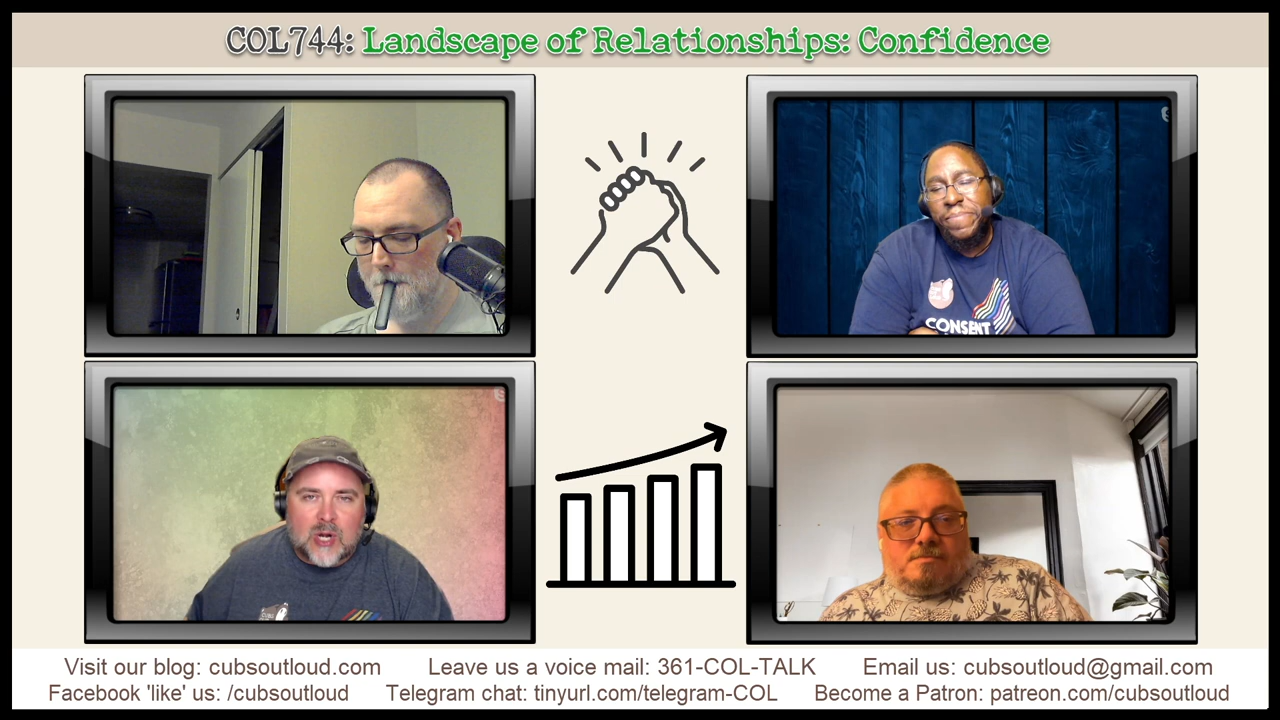 COL744: Landscape of Relationships: Confidence
CONSENT
Visit our blog: cubsoutloud.com Leave us a voice mail: 361-COL-TALK Email us: cubsoutloud@gmail.com
Facebook 'like' us: /cubsoutloud Telegram chat: tinyurl.com/telegram-COL Become a Patron: patreon.com/cubsoutloud